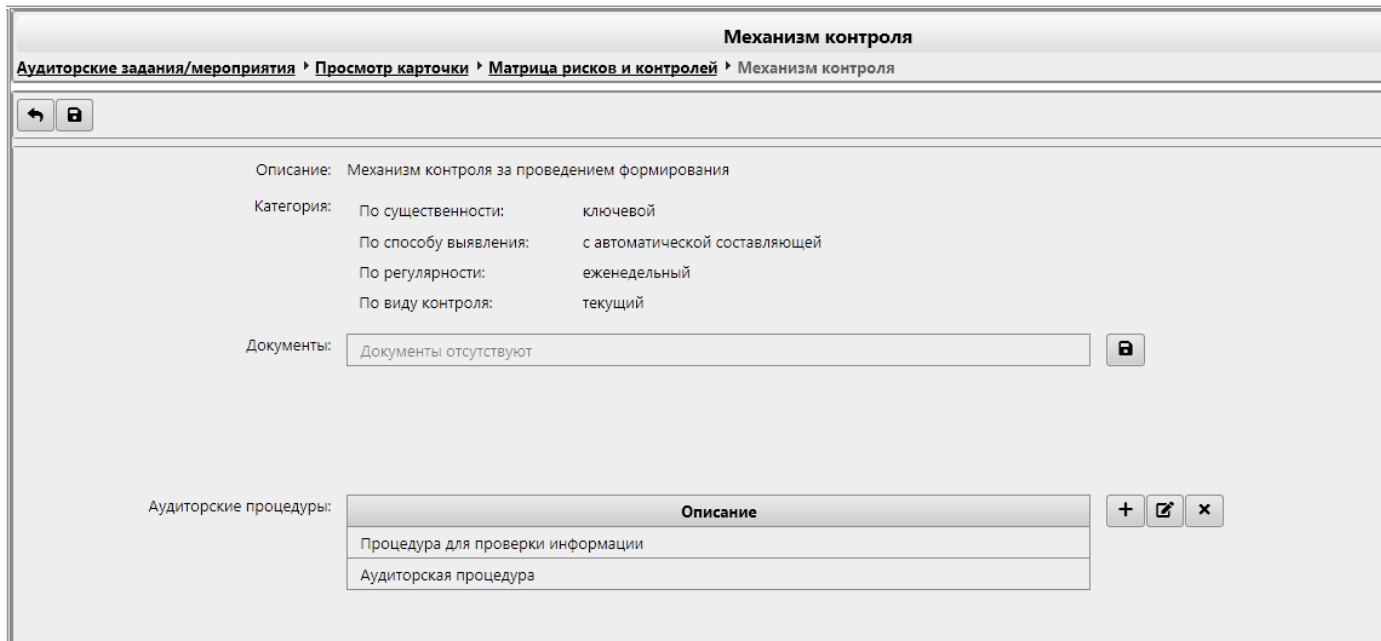 Механизм контроля
Аудиторские задания/мероприятия Просмотр карточки Матрица рисков и контролей Механизм контроля
Описание: Механизм контроля за проведением формирования
Категория: По существенности: ключевой
По способу выявления: с автоматической составляющей
По регулярности: еженедельный
По виду контроля: текущий
Документы: Документы отсутствуют
Аудиторские процедуры: Описание
Процедура для проверки информации
Аудиторская процедура